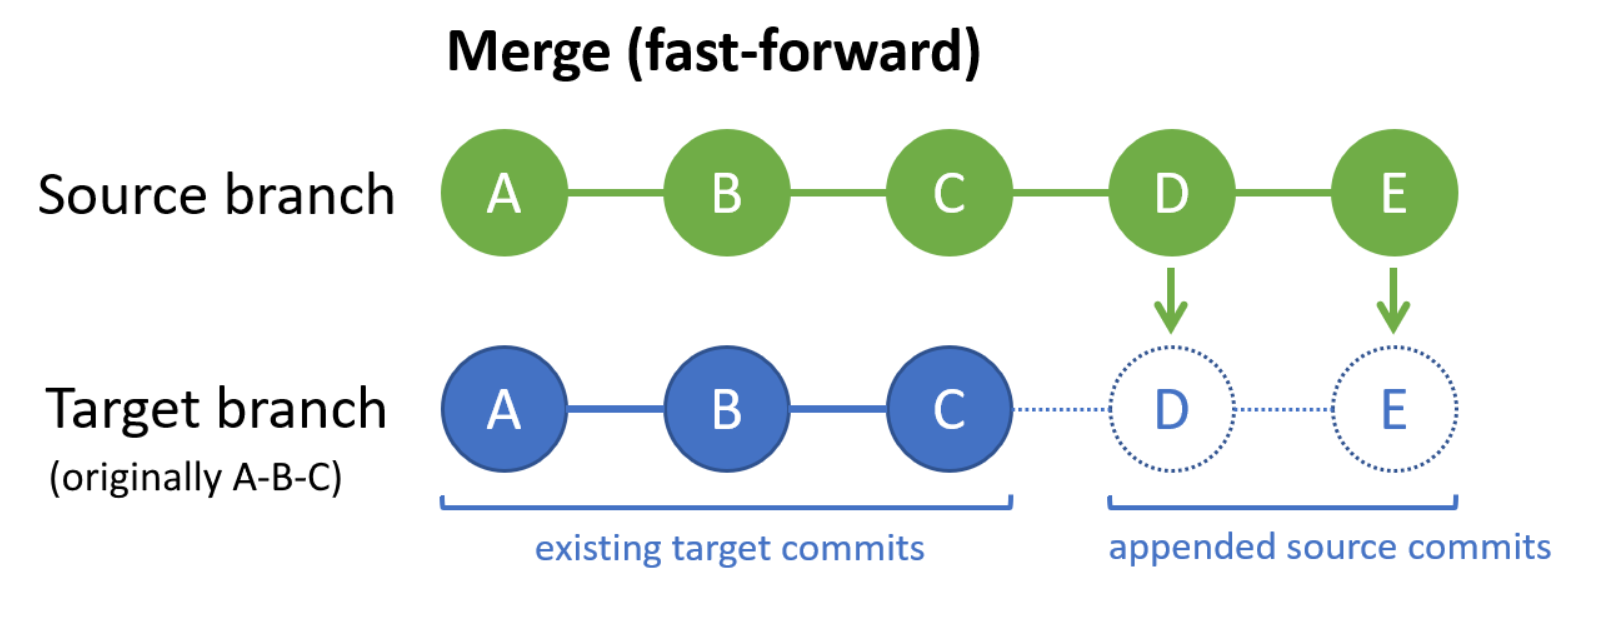 Merge (fast-forward)
Source branch A B C D E
Target branch A B C D E
(originally A-B-C)
existing target commits appended source commits